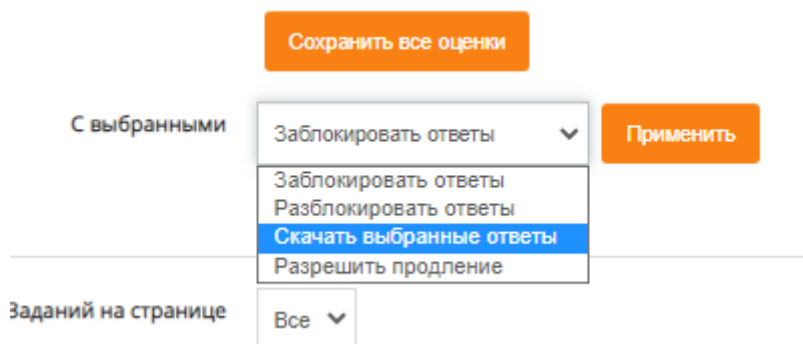 Сохранить все оценки
С выбранными
Заблокировать ответы
Применить
Заблокировать ответы
Разблокировать ответы
Скачать выбранные ответы
Разрешить продление
Заданий на странице
Все